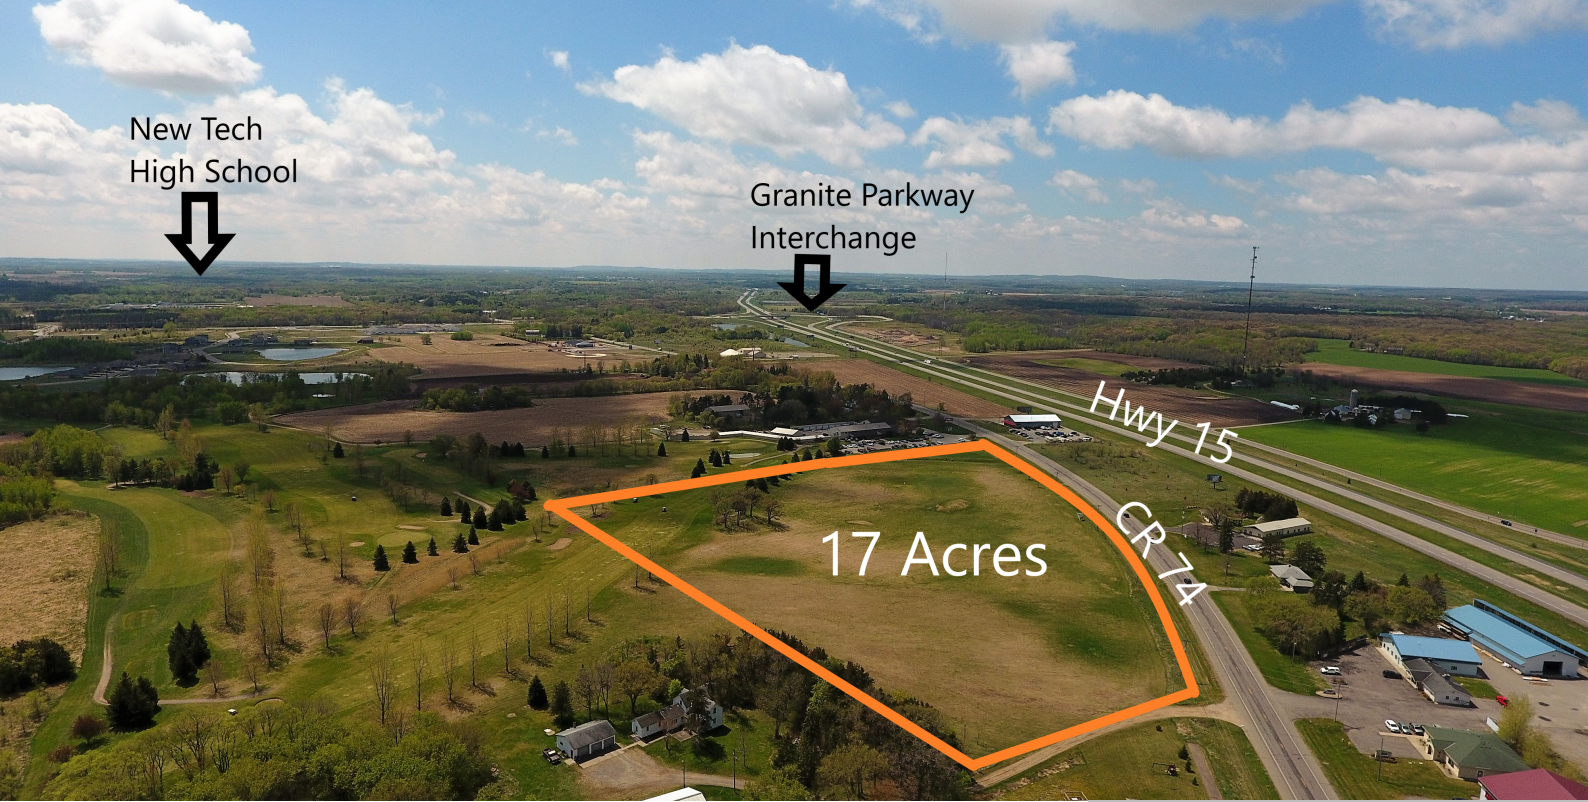 New Tech
High School
Granite Parkway
Interchange
Hwy 15
CR 74
17 Acres